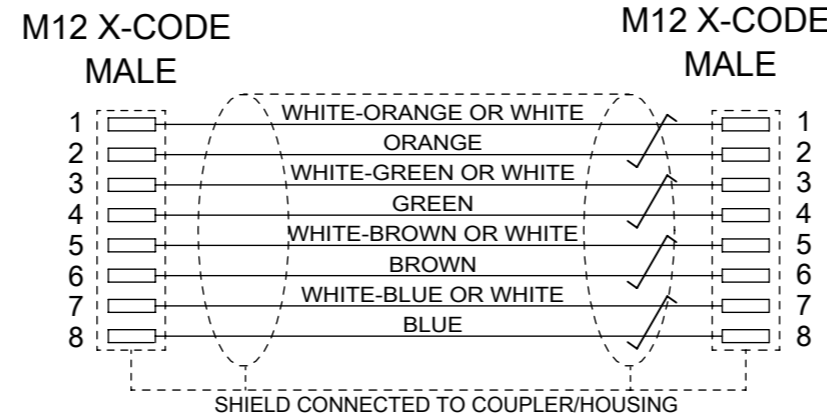 M12 X-CODE
MALE
M12 X-CODE
MALE
1 WHITE-ORANGE OR WHITE 1
2 ORANGE 2
3 WHITE-GREEN OR WHITE 3
4 GREEN 4
5 WHITE-BROWN OR WHITE 5
6 BROWN 6
7 WHITE-BLUE OR WHITE 7
8 BLUE 8
SHIELD CONNECTED TO COUPLER/HOUSING